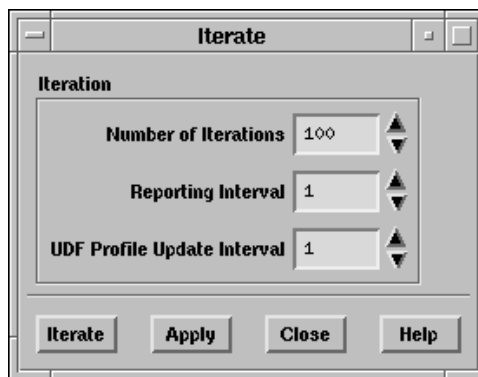 Iterate
Iteration
Number of Iterations 100
Reporting Interval 1
UDF Profile Update Interval 1
Iterate Apply Close Help